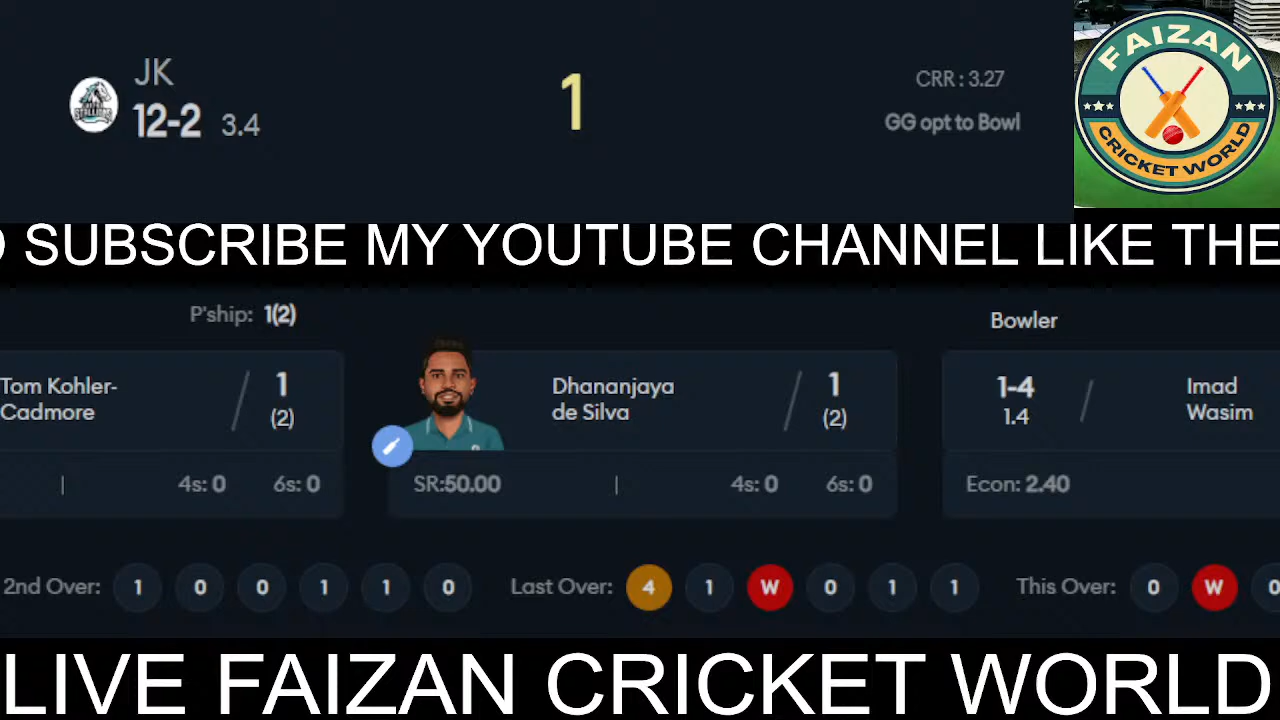 JK
12-2 3.4
1
CRR : 3.27
GG opt to Bowl
FAIZAN
CRICKET WORLD
SUBSCRIBE MY YOUTUBE CHANNEL LIKE THE
P'ship: 1(2)
Bowler
Tom Kohler-
Cadmore
1
(2)
4s: 0 6s: 0
Dhananjaya
de Silva
1
(2)
SR:50.00 | 4s: 0 6s: 0
1-4
1.4
Imad
Wasim
Econ: 2.40
2nd Over: 1 0 0 1 1 0 Last Over: 4 1 W 0 1 1 This Over: 0 W 0
LIVE FAIZAN CRICKET WORLD